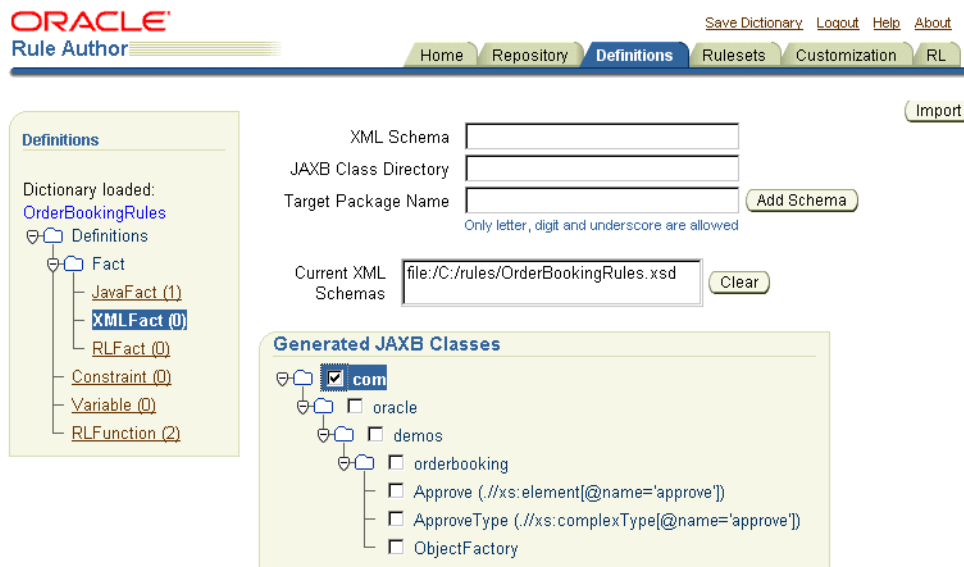 ORACLE
Rule Author
Save Dictionary Logout Help About
Home Repository Definitions Rulesets Customization RL
Import
Definitions
Dictionary loaded:
OrderBookingRules
Definitions
Fact
JavaFact (1)
XMLFact (0)
RLFact (0)
Constraint (0)
Variable (0)
RLFunction (2)
XML Schema
JAXB Class Directory
Target Package Name
Add Schema
Only letter, digit and underscore are allowed
Current XML
Schemas
file:/C:/rules/OrderBookingRules.xsd
Clear
Generated JAXB Classes
com
oracle
demos
orderbooking
Approve (.//xs:element[@name='approve'])
ApproveType (.//xs:complexType[@name='approve'])
ObjectFactory